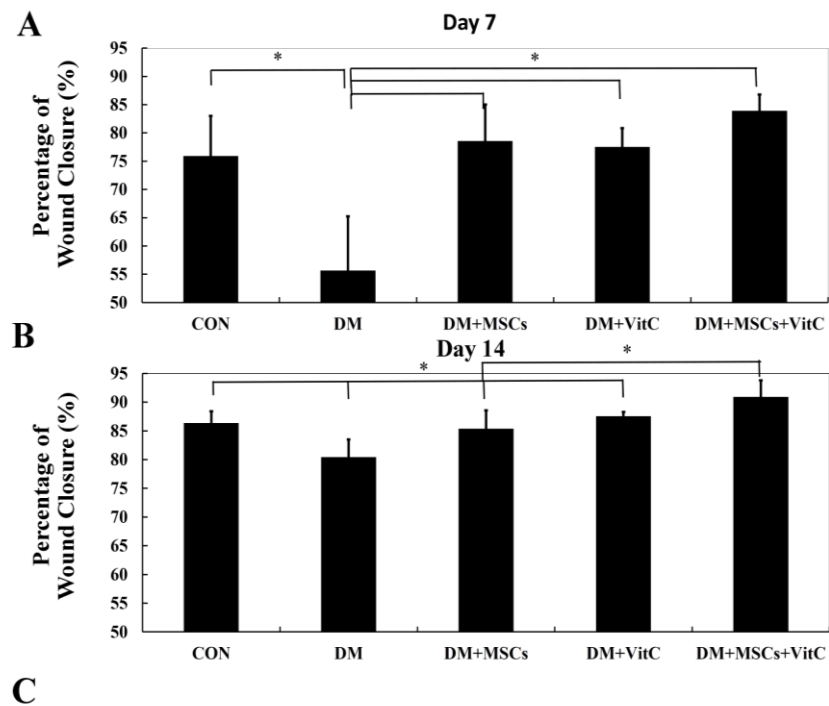 A
Day 7
Percentage of
Wound Closure (%)
95
90
85
80
75
70
65
60
55
50
*
*
CON DM DM+MSCs DM+VitC DM+MSCs+VitC
B
Day 14
Percentage of
Wound Closure (%)
95
90
85
80
75
70
65
60
55
50
*
*
CON DM DM+MSCs DM+VitC DM+MSCs+VitC
C